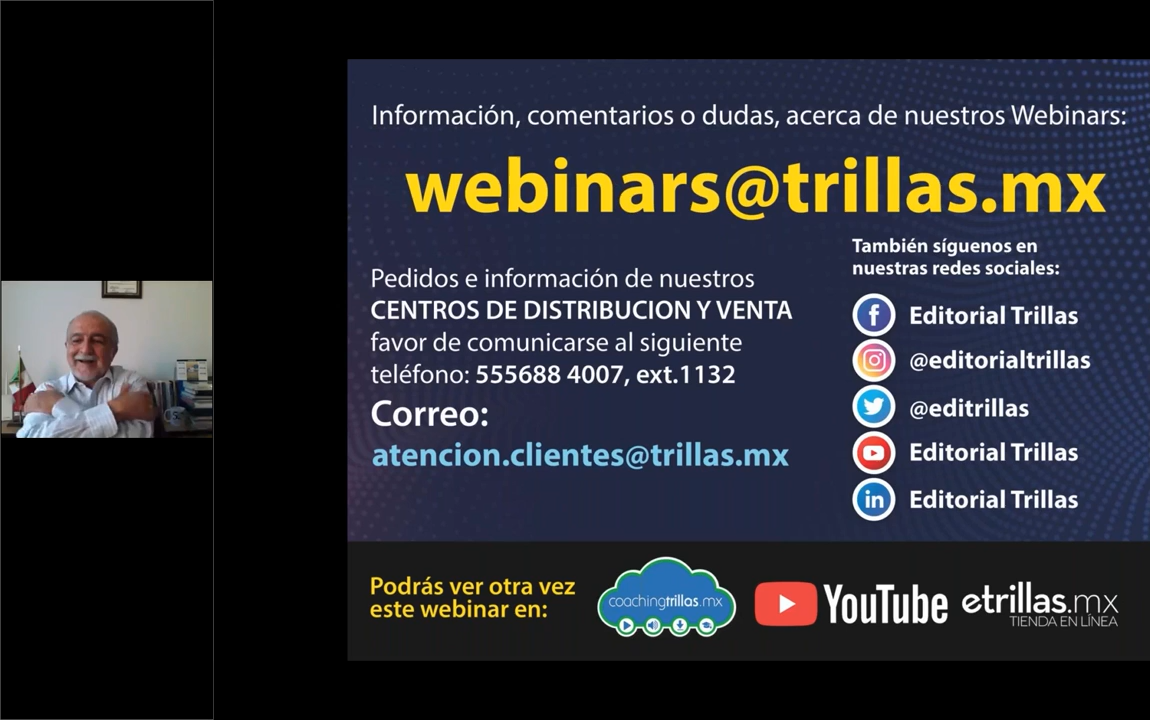 Información, comentarios o dudas, acerca de nuestros Webinars:
webinars@trillas.mx
Pedidos e información de nuestros
CENTROS DE DISTRIBUCION Y VENTA
favor de comunicarse al siguiente
teléfono: 555688 4007, ext.1132
Correo:
atencion.clientes@trillas.mx
También síguenos en
nuestras redes sociales:
Editorial Trillas
@editorialtrillas
@editrillas
Editorial Trillas
Editorial Trillas
Podrás ver otra vez
este webinar en:
coachingtrillas.mx
YouTube
etrillas.mx
TIENDA EN LÍNEA